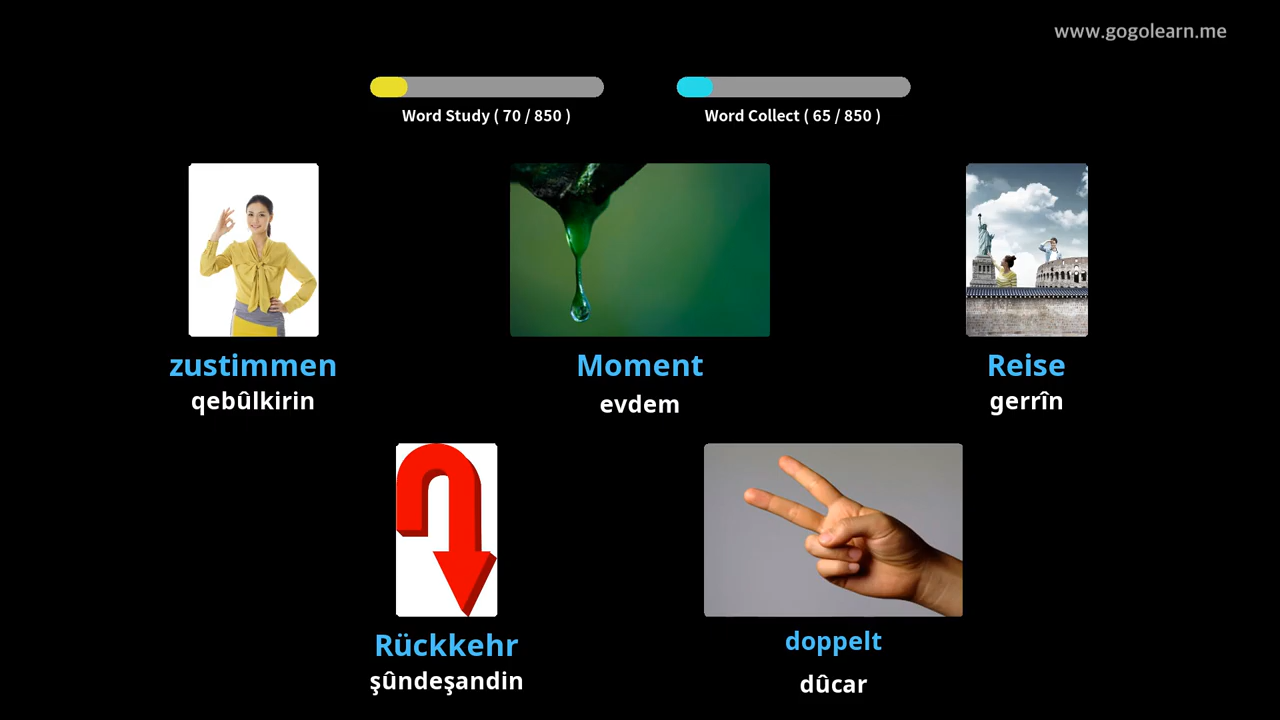 www.gogolearn.me
Word Study ( 70 / 850 )
Word Collect ( 65 / 850 )
zustimmen
qebûlkirin
Moment
evdem
Reise
gerrîn
Rückkehr
şûndeşandin
doppelt
dûcar